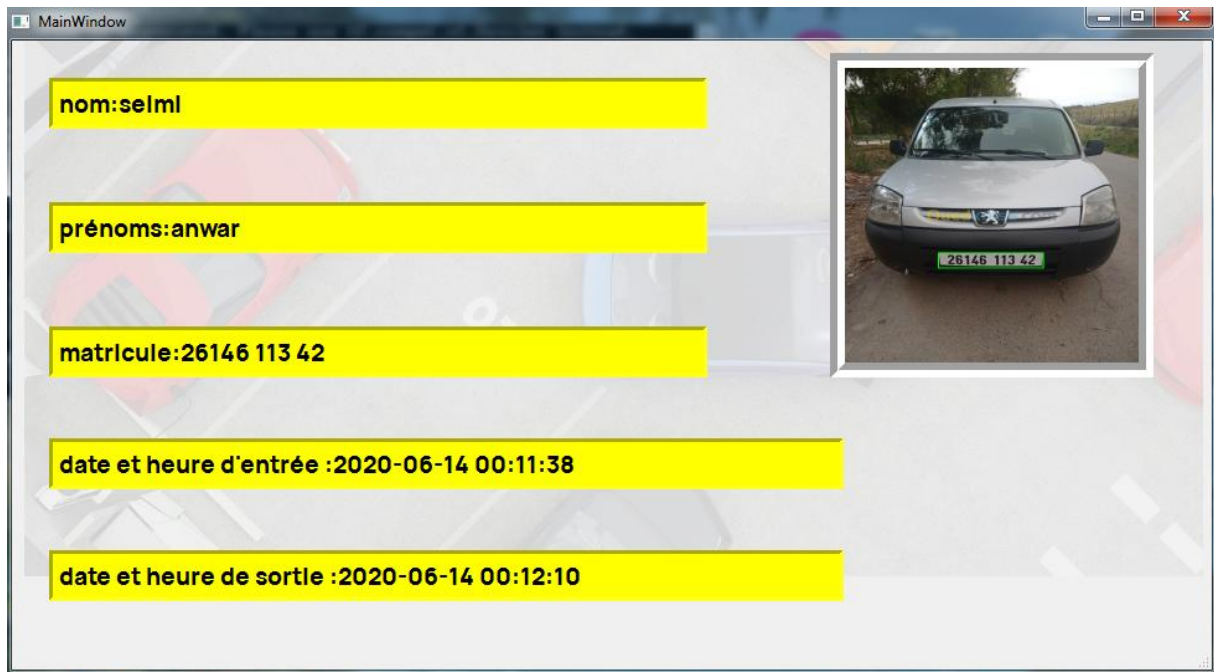 MainWindow
nom:selmi
prénoms:anwar
matricule:26146 113 42
date et heure d'entrée :2020-06-14 00:11:38
date et heure de sortie :2020-06-14 00:12:10
26146 113 42